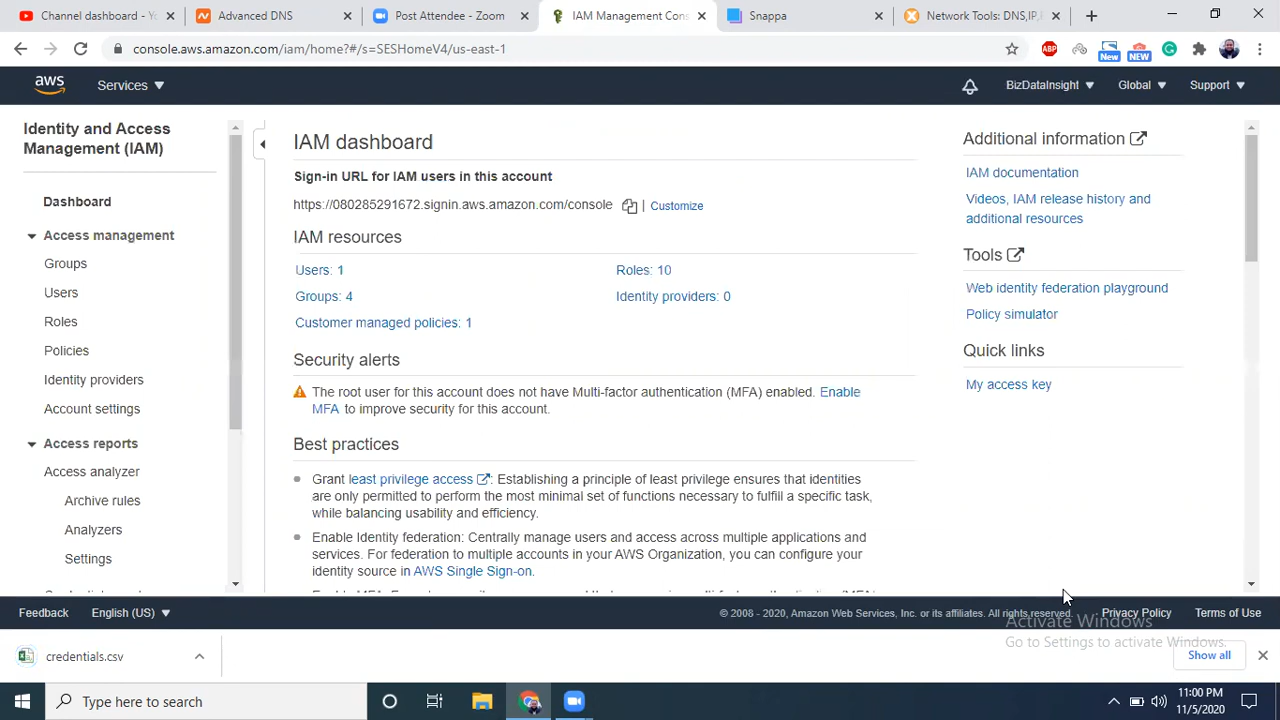 Channel dashboard - Yo
Advanced DNS
Post Attendee - Zoom
IAM Management Cons
Snappa
Network Tools: DNS,IP,E
console.aws.amazon.com/iam/home?#/s=SESHomeV4/us-east-1
ABP
New
NEW
aws
Services
BizDataInsight
Global
Support
Identity and Access
Management (IAM)
Dashboard
Access management
Groups
Users
Roles
Policies
Identity providers
Account settings
Access reports
Access analyzer
Archive rules
Analyzers
Settings
IAM dashboard
Sign-in URL for IAM users in this account
https://080285291672.signin.aws.amazon.com/console | Customize
IAM resources
Users: 1
Roles: 10
Groups: 4
Identity providers: 0
Customer managed policies: 1
Security alerts
The root user for this account does not have Multi-factor authentication (MFA) enabled. Enable
MFA to improve security for this account.
Best practices
Grant least privilege access : Establishing a principle of least privilege ensures that identities
are only permitted to perform the most minimal set of functions necessary to fulfill a specific task,
while balancing usability and efficiency.
Enable Identity federation: Centrally manage users and access across multiple applications and
services. For federation to multiple accounts in your AWS Organization, you can configure your
identity source in AWS Single Sign-on.
Additional information
IAM documentation
Videos, IAM release history and
additional resources
Tools
Web identity federation playground
Policy simulator
Quick links
My access key
Feedback
English (US)
© 2006 - 2020, Amazon Web Services, Inc. or its affiliates. All rights reserved.
Privacy Policy
Terms of Use
Activate Windows
Go to Settings to activate Windows.
credentials.csv
Show all
Type here to search
11:00 PM
11/5/2020